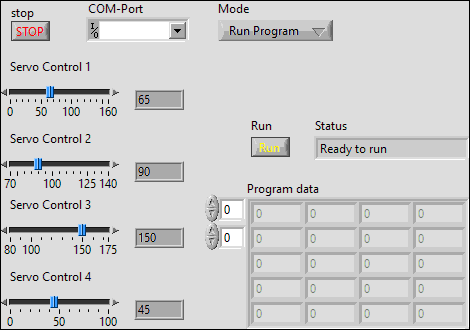 stop
COM-Port
Mode
STOP
I/O
Run Program
Servo Control 1
0 50 100 160
65
Servo Control 2
70 100 125 140
90
Run
Status
Run
Ready to run
Servo Control 3
80 100 150 175
150
Program data
0
0
0 0 0 0
0 0 0 0
0 0 0 0
0 0 0 0
0 0 0 0
Servo Control 4
0 50 100
45